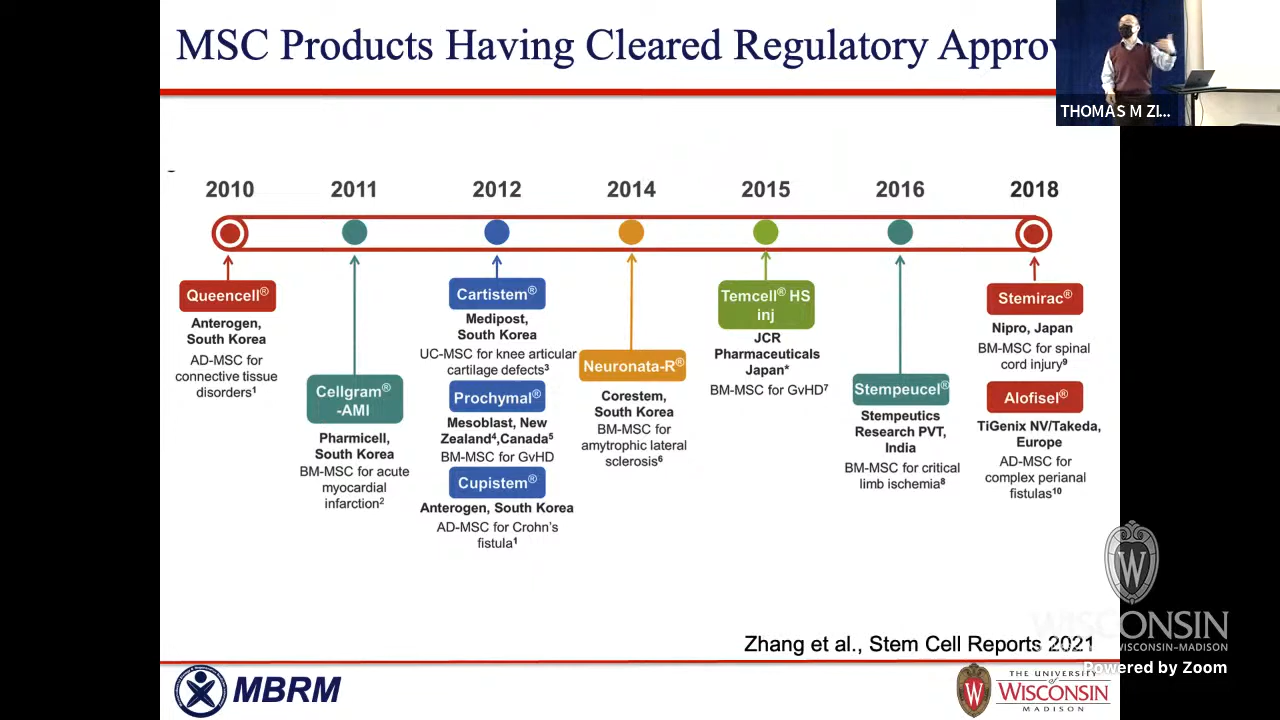 MSC Products Having Cleared Regulatory Approv
THOMAS M ZI...
2010
2011
2012
2014
2015
2016
2018
Queencell®
Anterogen,
South Korea
AD-MSC for
connective tissue
disorders¹
Cellgram®
-AMI
Pharmicell,
South Korea
BM-MSC for acute
myocardial
infarction²
Cartistem®
Medipost,
South Korea
UC-MSC for knee articular
cartilage defects³
Prochymal®
Mesoblast, New
Zealand⁴,Canada⁵
BM-MSC for GvHD
Cupistem®
Anterogen, South Korea
AD-MSC for Crohn's
fistula¹
Neuronata-R®
Corestem,
South Korea
BM-MSC for
amytrophic lateral
sclerosis⁶
Temcell® HS
inj
JCR
Pharmaceuticals
Japan*
BM-MSC for GvHD⁷
Stempeucel®
Stempeutics
Research PVT,
India
BM-MSC for critical
limb ischemia⁸
Stemirac®
Nipro, Japan
BM-MSC for spinal
cord injury⁹
Alofisel®
TiGenix NV/Takeda,
Europe
AD-MSC for
complex perianal
fistulas¹⁰
W
WISCONSIN
WISCONSIN–MADISON
Zhang et al., Stem Cell Reports 2021
Powered by Zoom
MBRM
W
THE UNIVERSITY
of
WISCONSIN
MADISON